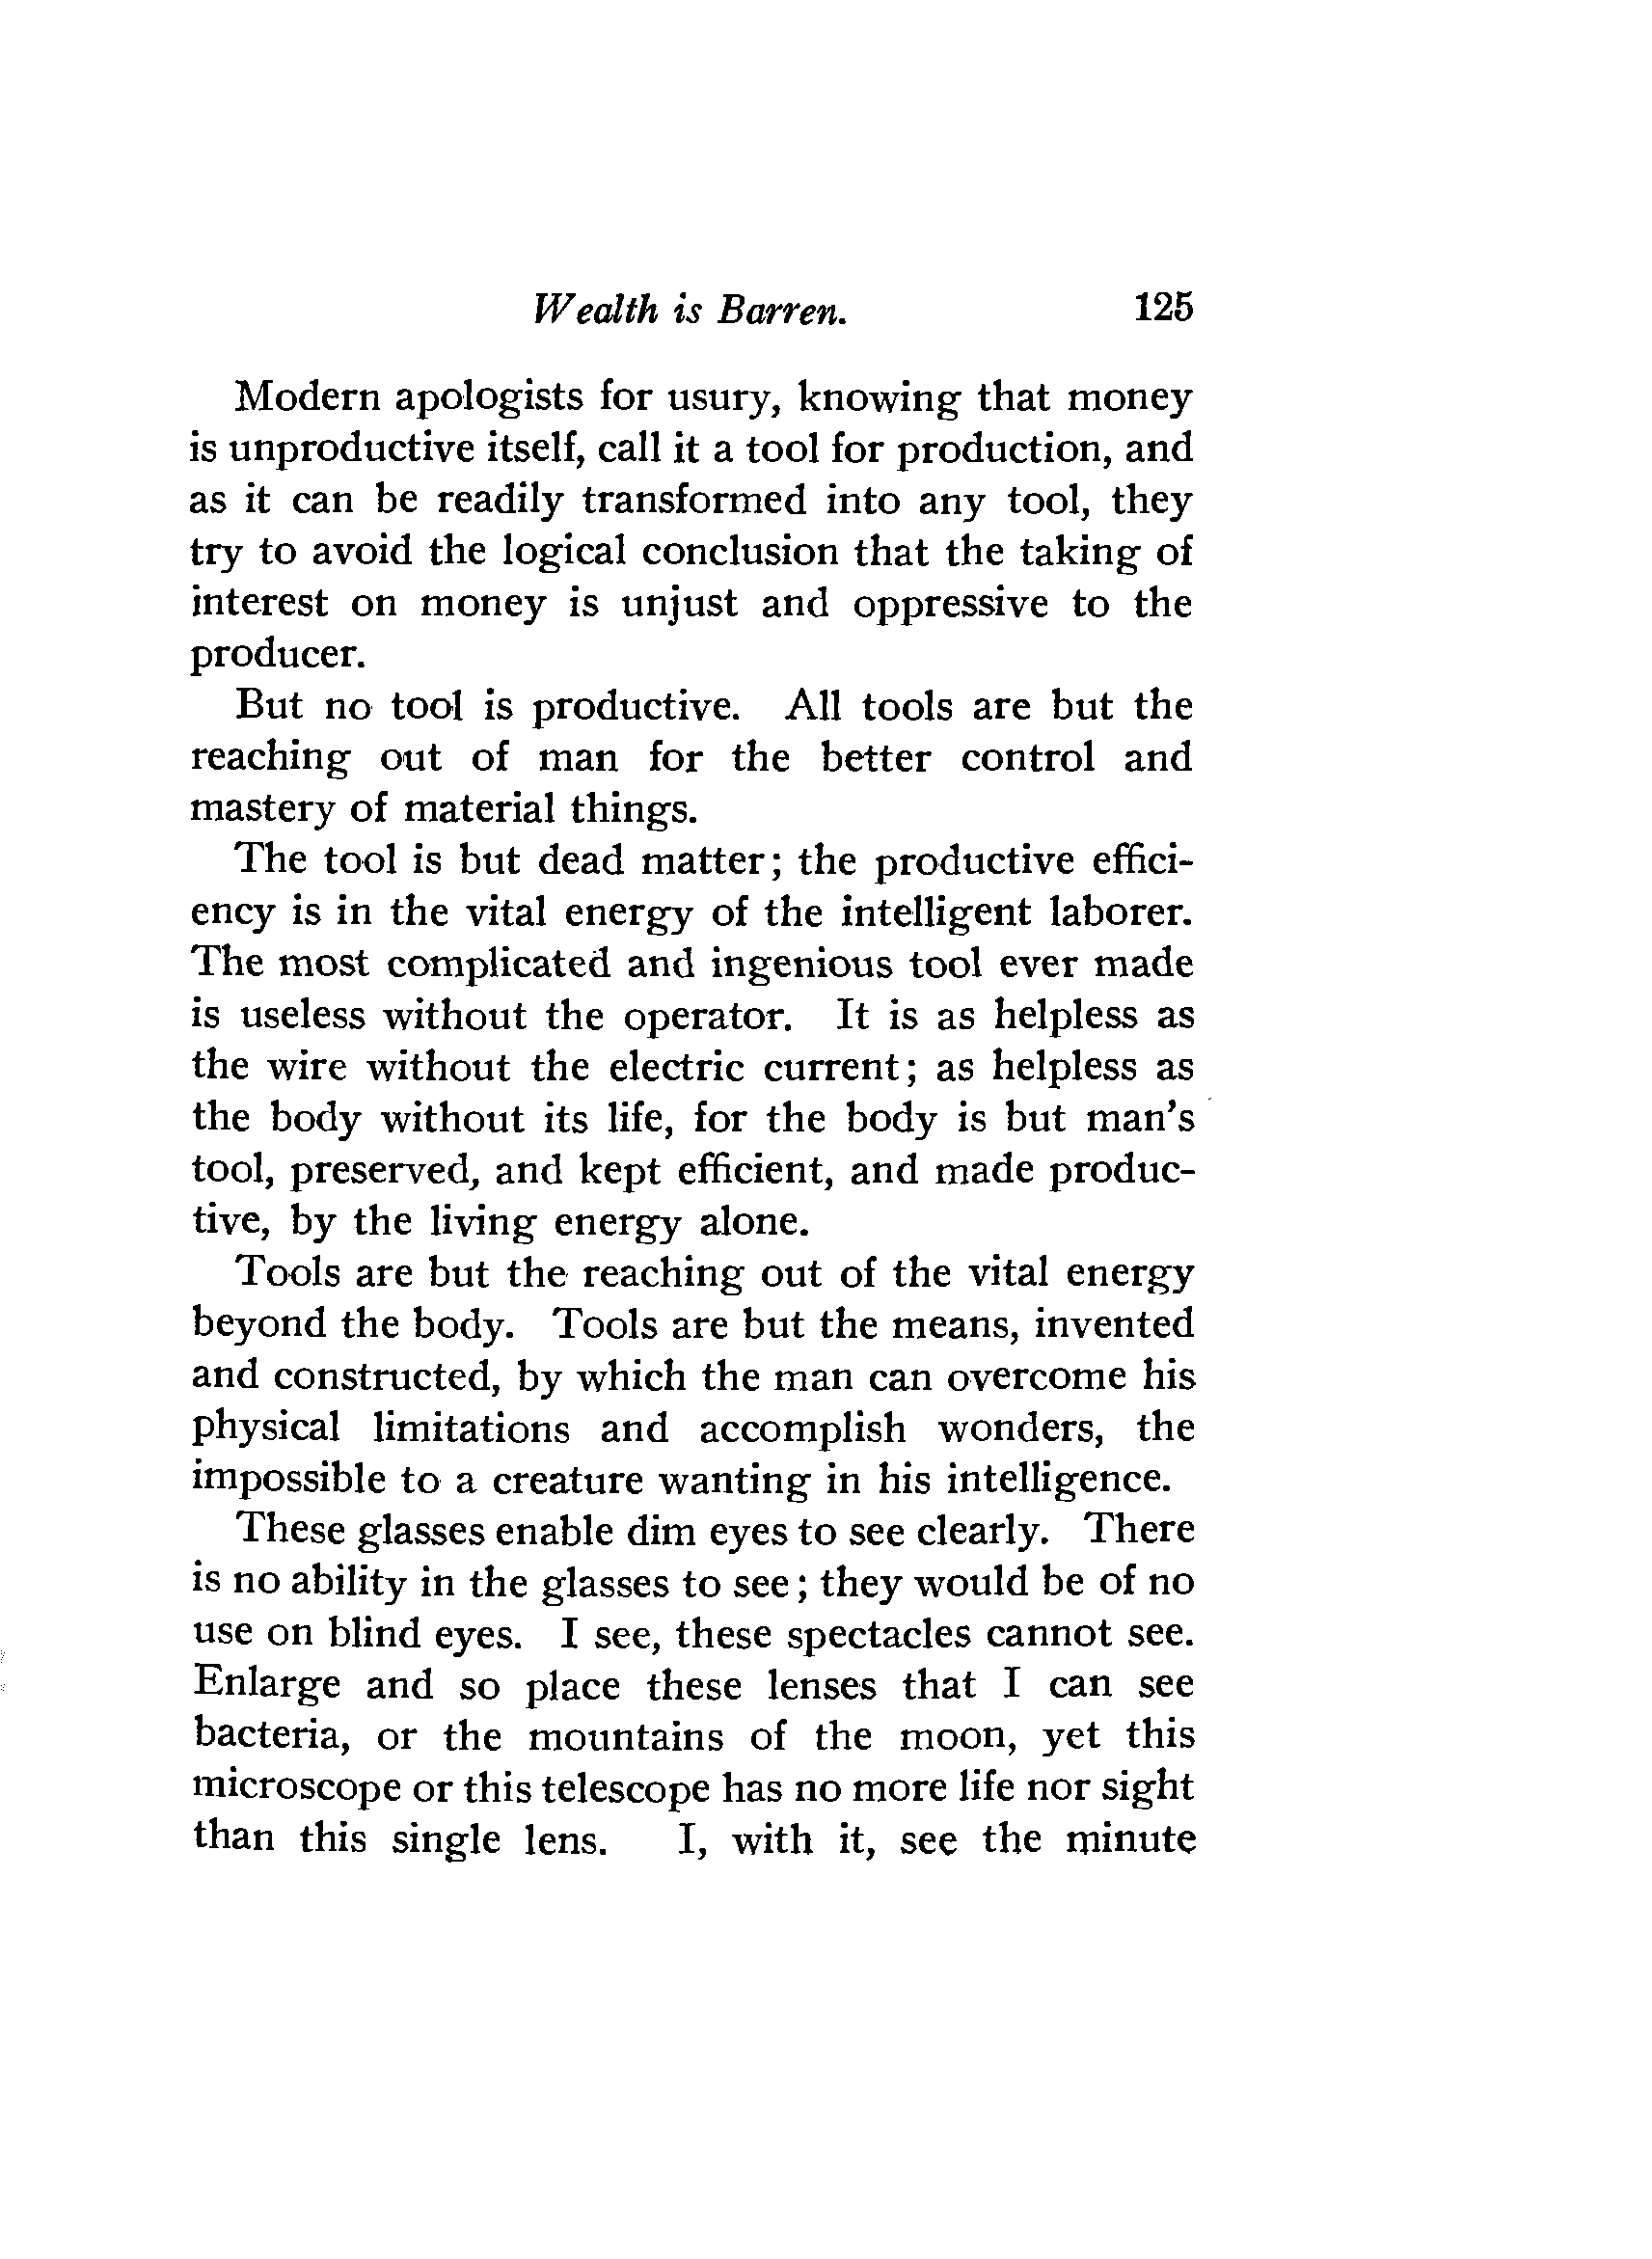 Wealth is Barren. 125
Modern apologists for usury, knowing that money
is unproductive itself, call it a tool for production, and
as it can be readily transformed into any tool, they
try to avoid the logical conclusion that the taking of
interest on money is unjust and oppressive to the
producer.
But no tool is productive. All tools are but the
reaching out of man for the better control and
mastery of material things.
The tool is but dead matter; the productive effici-
ency is in the vital energy of the intelligent laborer.
The most complicated and ingenious tool ever made
is useless without the operator. It is as helpless as
the wire without the electric current; as helpless as
the body without its life, for the body is but man's
tool, preserved, and kept efficient, and made produc-
tive, by the living energy alone.
Tools are but the reaching out of the vital energy
beyond the body. Tools are but the means, invented
and constructed, by which the man can overcome his
physical limitations and accomplish wonders, the
impossible to a creature wanting in his intelligence.
These glasses enable dim eyes to see clearly. There
is no ability in the glasses to see; they would be of no
use on blind eyes. I see, these spectacles cannot see.
Enlarge and so place these lenses that I can see
bacteria, or the mountains of the moon, yet this
microscope or this telescope has no more life nor sight
than this single lens. I, with it, see the minute